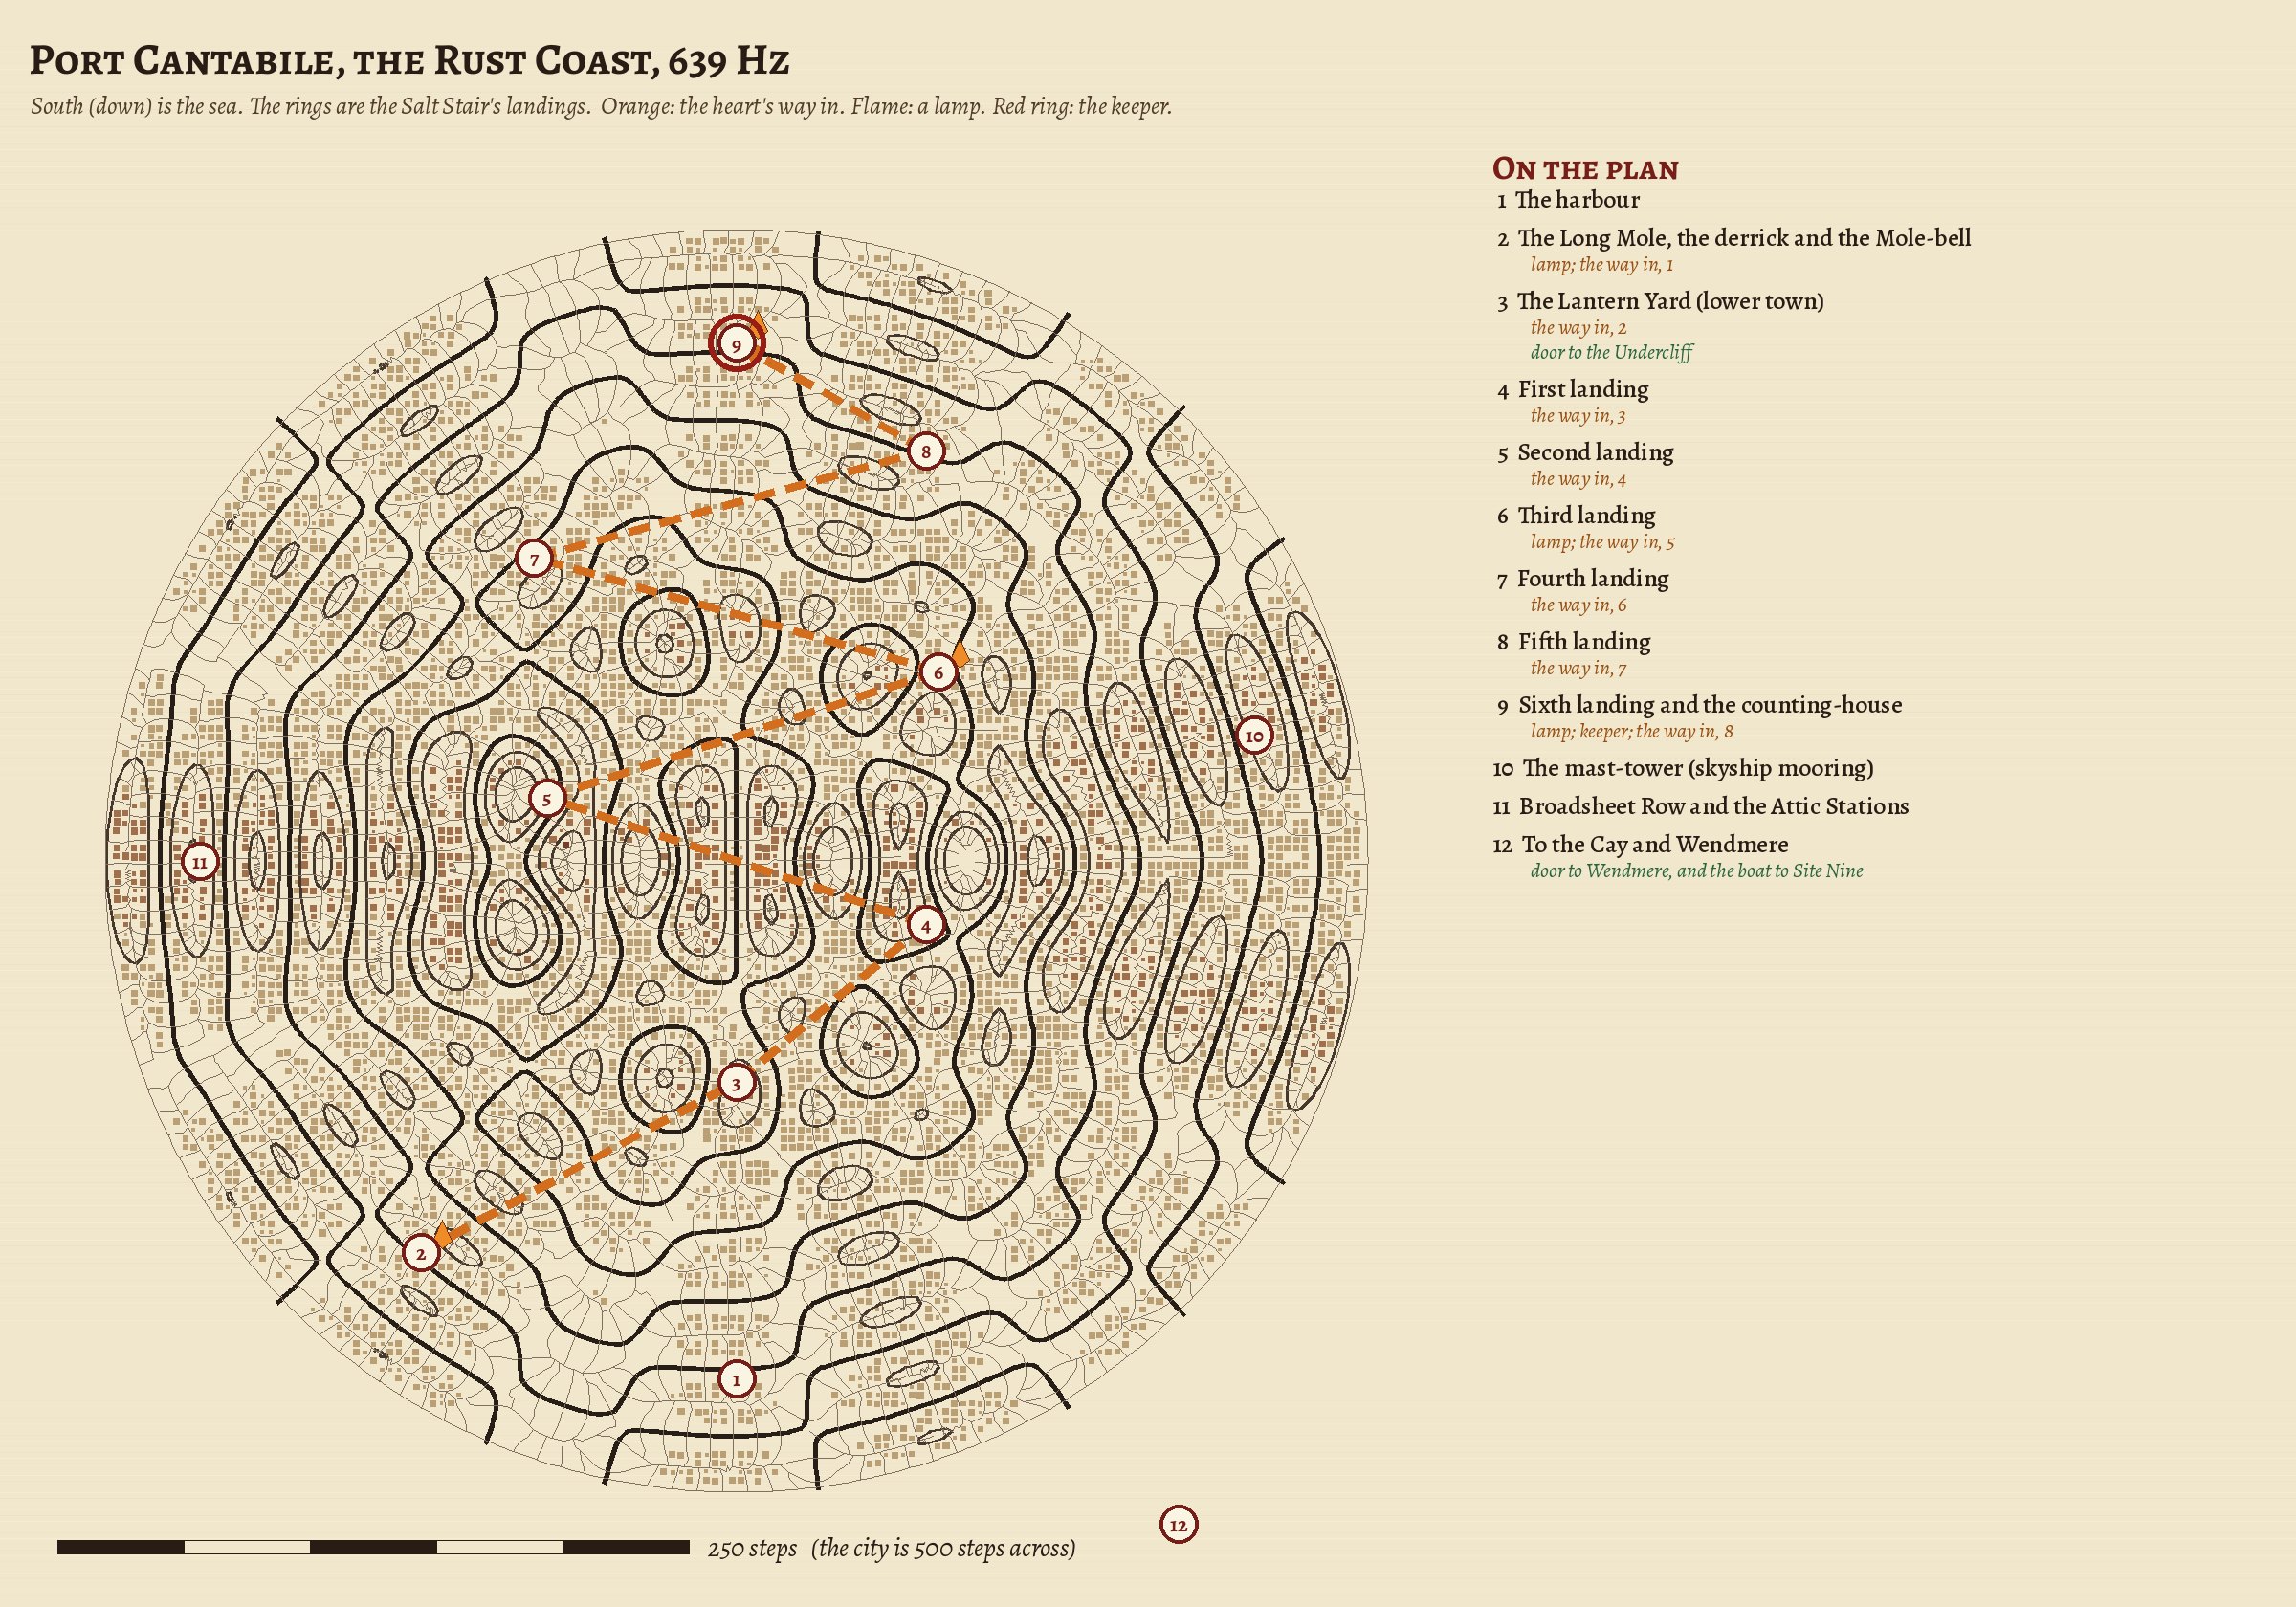 Port Cantabile, the Rust Coast, 639 Hz
South (down) is the sea. The rings are the Salt Stair's landings. Orange: the heart's way in. Flame: a lamp. Red ring: the keeper.
On the plan
1 The harbour
2 The Long Mole, the derrick and the Mole-bell
lamp; the way in, 1
3 The Lantern Yard (lower town)
the way in, 2
door to the Undercliff
4 First landing
the way in, 3
5 Second landing
the way in, 4
6 Third landing
lamp; the way in, 5
7 Fourth landing
the way in, 6
8 Fifth landing
the way in, 7
9 Sixth landing and the counting-house
lamp; keeper; the way in, 8
10 The mast-tower (skyship mooring)
11 Broadsheet Row and the Attic Stations
12 To the Cay and Wendmere
door to Wendmere, and the boat to Site Nine
9
8
7
6
10
5
11
4
3
2
1
12
250 steps (the city is 500 steps across)